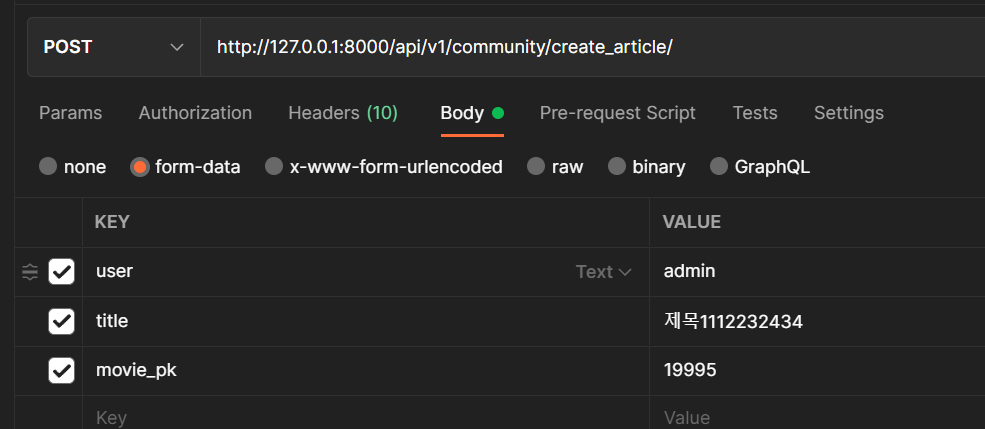 POST http://127.0.0.1:8000/api/v1/community/create_article/
Params Authorization Headers (10) Body Pre-request Script Tests Settings
none form-data x-www-form-urlencoded raw binary GraphQL
KEY VALUE
user Text admin
title 제목1112232434
movie_pk 19995
Key Value